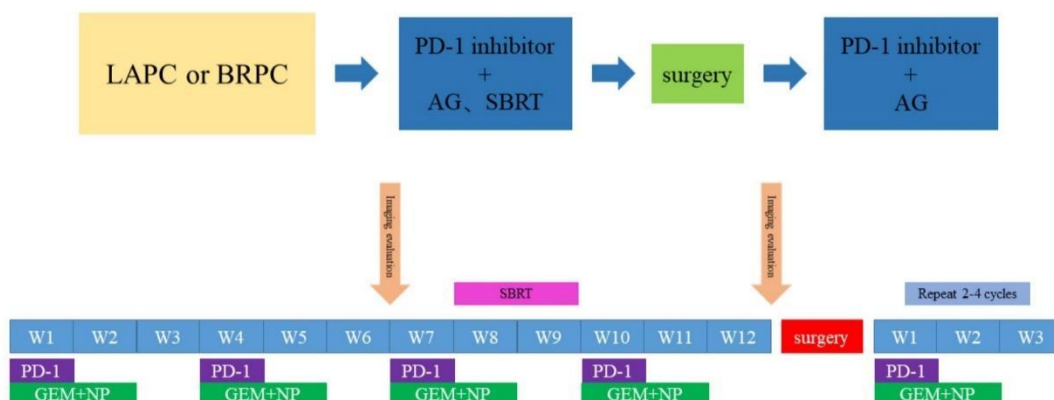 LAPC or BRPC
PD-1 inhibitor
+
AG、SBRT
surgery
PD-1 inhibitor
+
AG
Imaging evaluation
Imaging evaluation
SBRT
Repeat 2-4 cycles
W1 W2 W3 W4 W5 W6 W7 W8 W9 W10 W11 W12 surgery W1 W2 W3
PD-1 PD-1 PD-1 PD-1 PD-1
GEM+NP GEM+NP GEM+NP GEM+NP GEM+NP